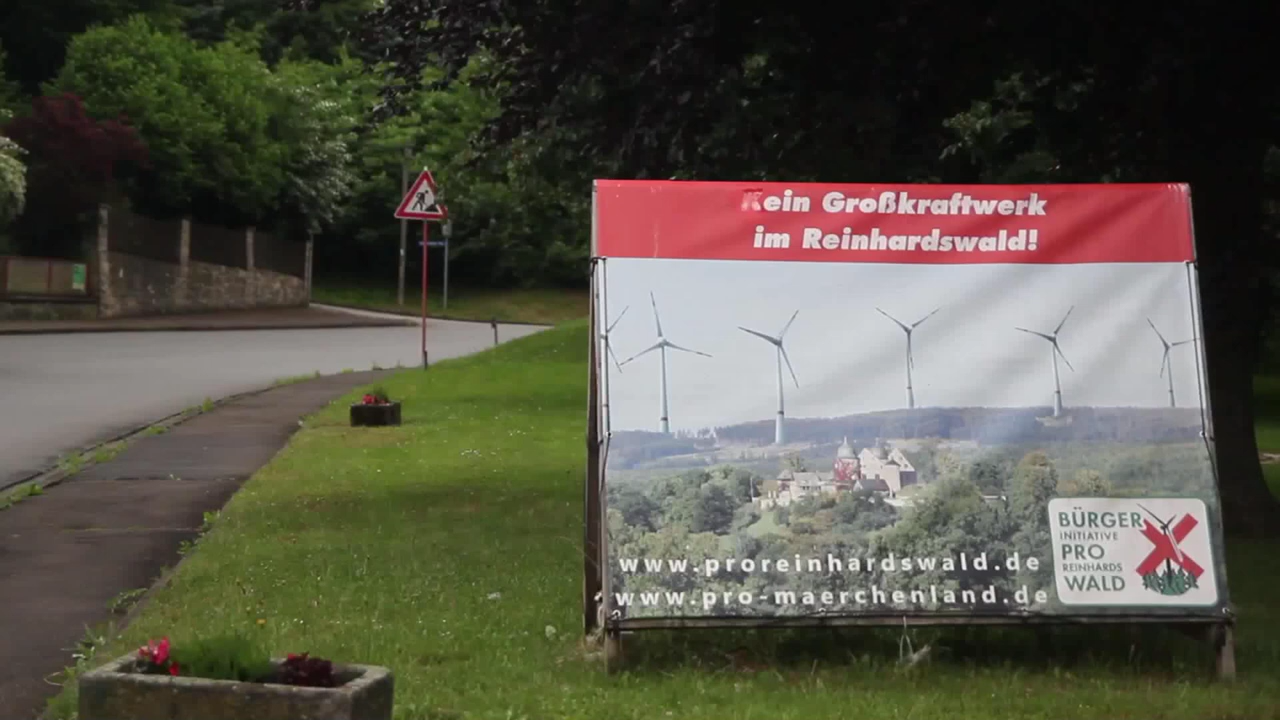 Kein Großkraftwerk
im Reinhardswald!
www.proreinhardswald.de
www.pro-maerchenland.de
BÜRGER
INITIATIVE
PRO
REINHARDS
WALD